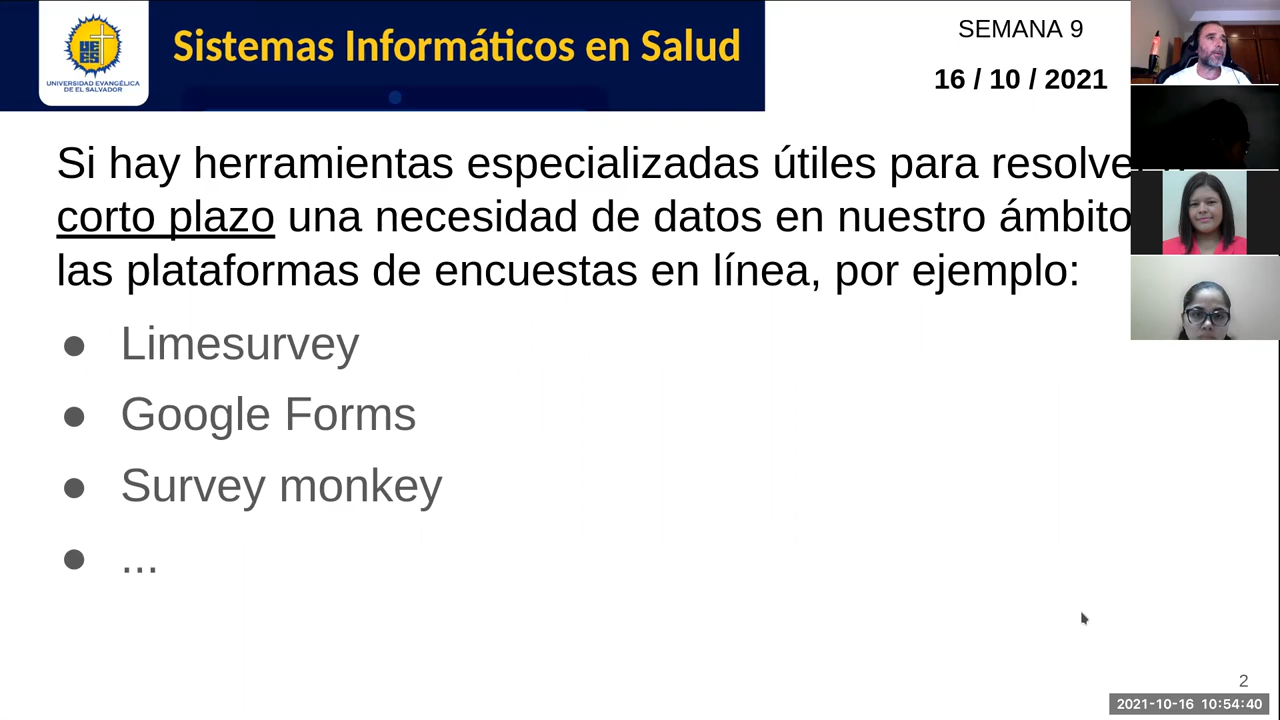 UNIVERSIDAD EVANGÉLICA
DE EL SALVADOR
Sistemas Informáticos en Salud
SEMANA 9
16 / 10 / 2021
Si hay herramientas especializadas útiles para resolver
corto plazo una necesidad de datos en nuestro ámbito
las plataformas de encuestas en línea, por ejemplo:
● Limesurvey
● Google Forms
● Survey monkey
● ...
2
2021-10-16 10:54:40